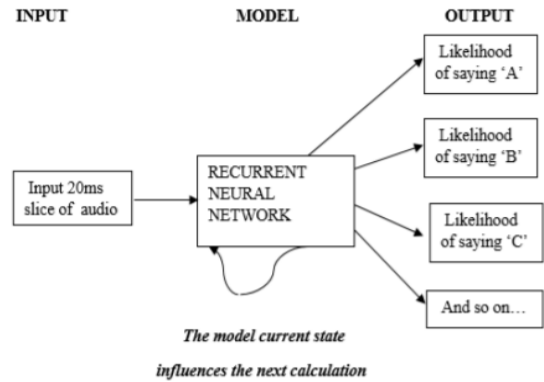 INPUT
MODEL
OUTPUT
Input 20ms
slice of audio
RECURRENT
NEURAL
NETWORK
Likelihood
of saying ‘A’
Likelihood
of saying ‘B’
Likelihood
of saying ‘C’
And so on…
The model current state
influences the next calculation